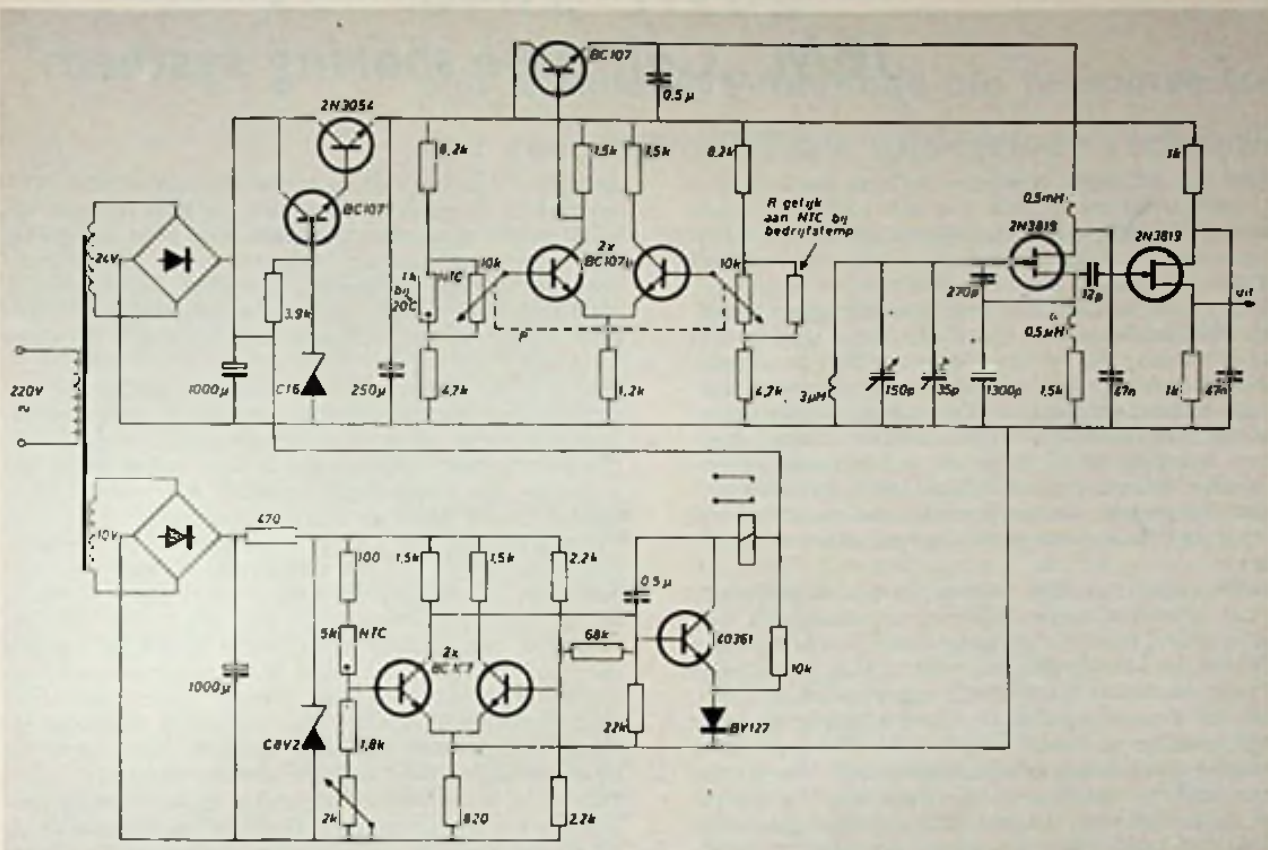 BC107
0,5 µ
2N3054
BC107
8,2k
1,5k
1,5k
8,2k
1k
R gelijk
aan NTC bij
bedrijfstemp
0,5mH
2N3819
2N3819
24V
1k
bij
20C
NTC
10k
2x
BC107
10k
270p
12p
uit
3,9k
P
0,5µH
220V
1000µ
C16
250µ
4,7k
1,2k
4,7k
3µH
150p
35p
1300p
1,5k
47n
1k
47n
10V
470
100
1,5k
1,5k
2,2k
0,5 µ
5k
NTC
2x
BC107
68k
40361
10k
1000µ
C8V2
1,8k
22k
BY127
2k
820
2,2k